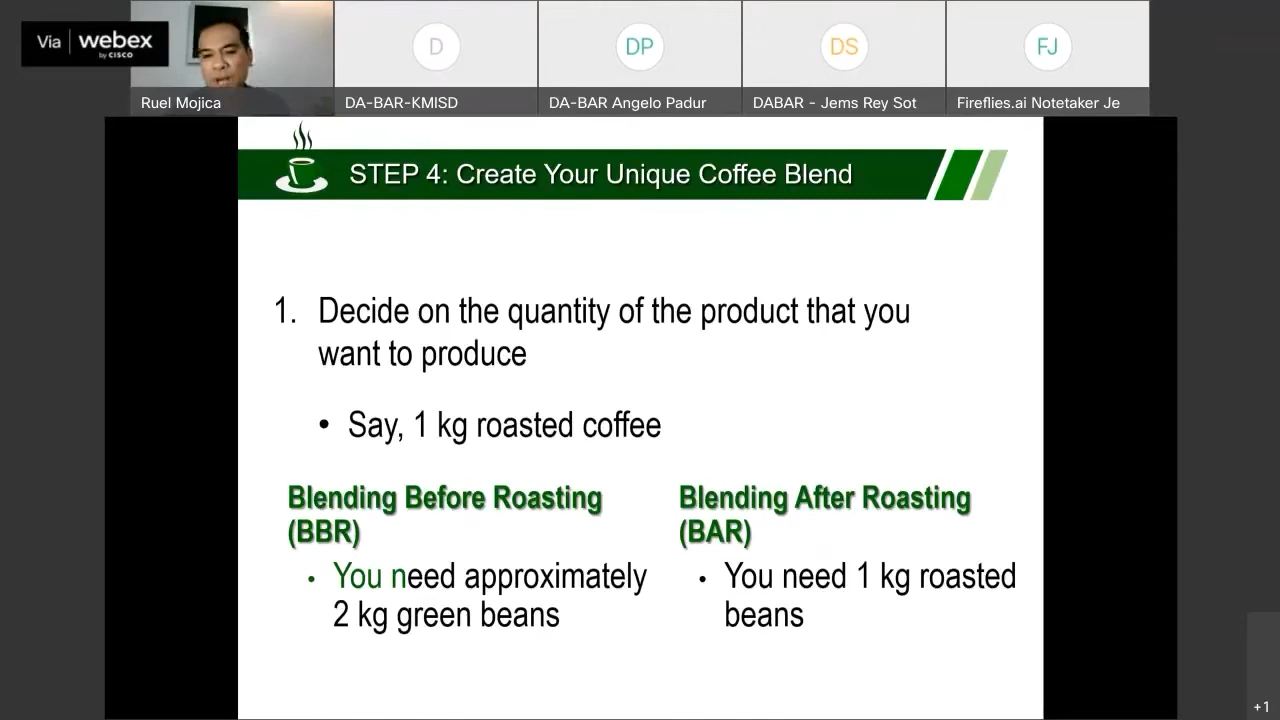 Via webex
by CISCO
D
DP
DS
FJ
Ruel Mojica
DA-BAR-KMISD
DA-BAR Angelo Padur
DABAR - Jems Rey Sot
Fireflies.ai Notetaker Je
STEP 4: Create Your Unique Coffee Blend
1. Decide on the quantity of the product that you
want to produce
• Say, 1 kg roasted coffee
Blending Before Roasting
(BBR)
• You need approximately
2 kg green beans
Blending After Roasting
(BAR)
• You need 1 kg roasted
beans
+1